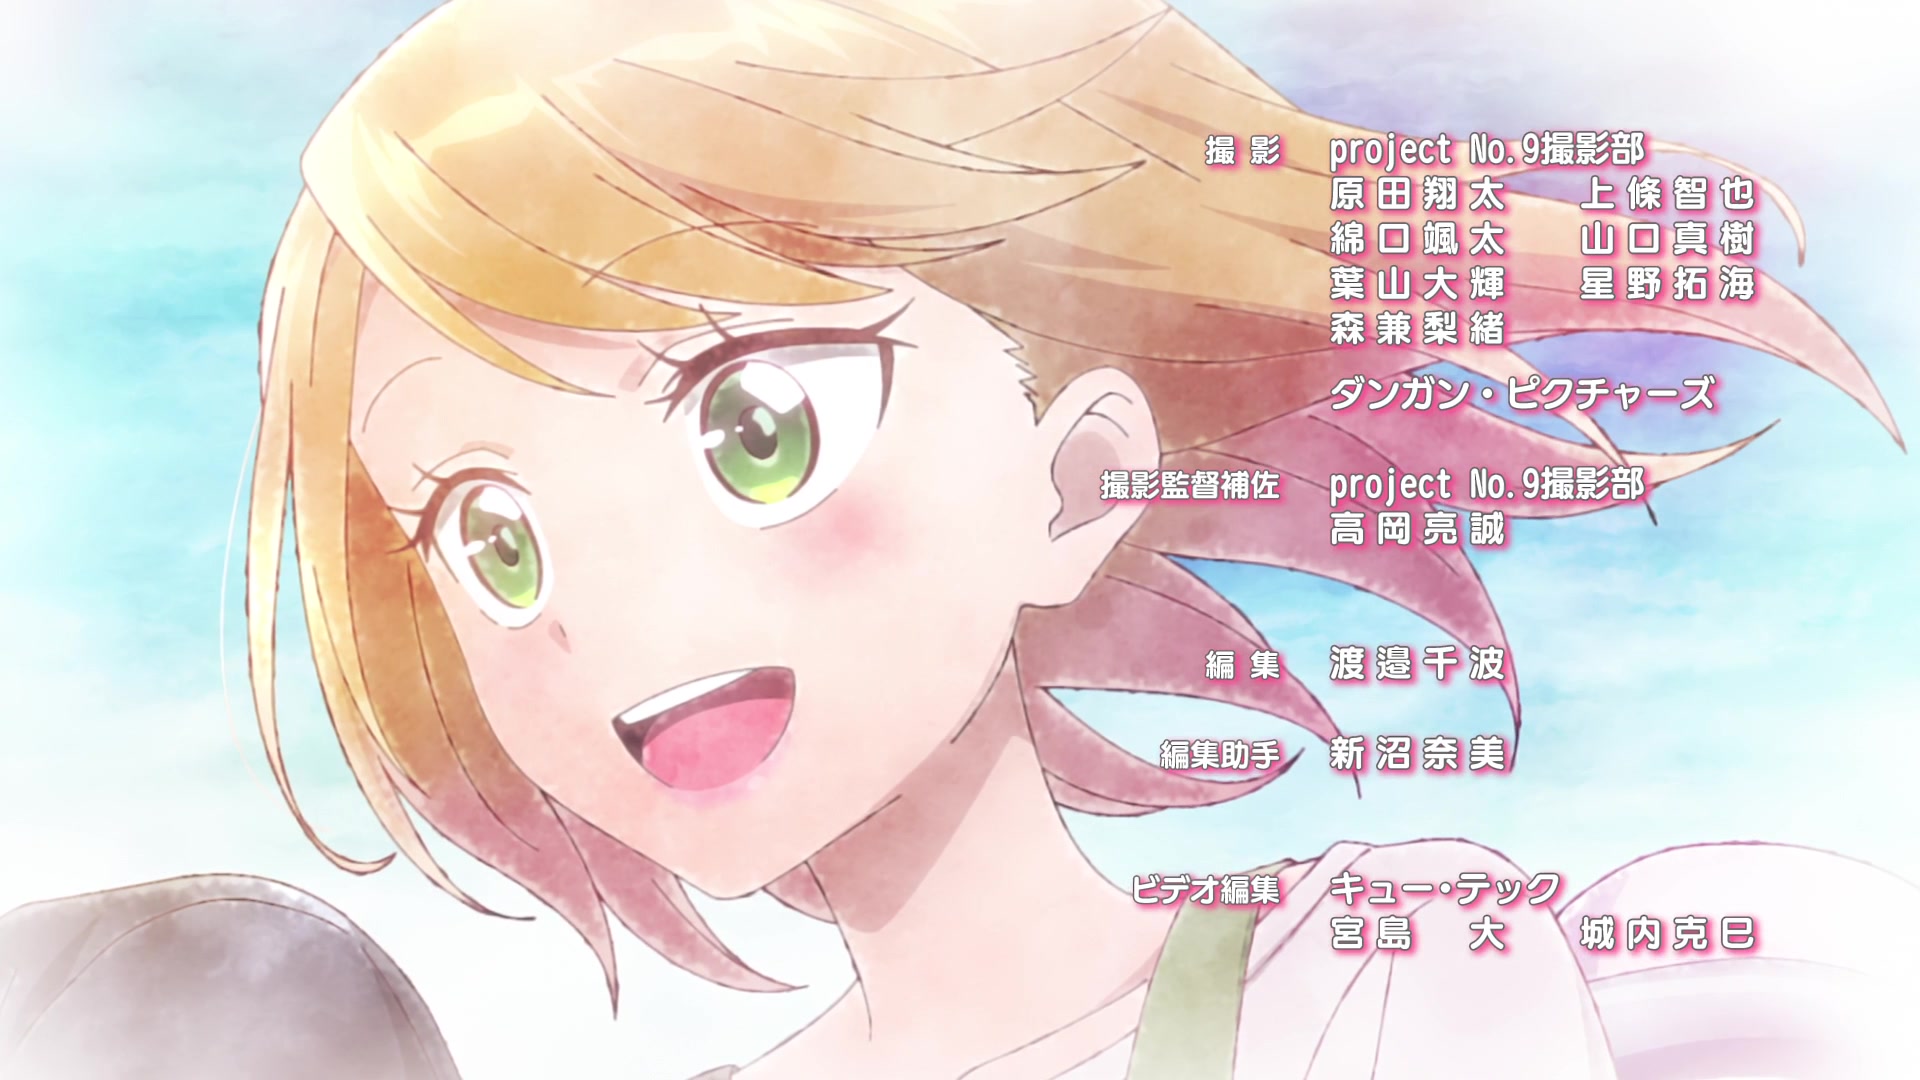 撮影 project No.9撮影部
原田翔太 上條智也
綿口颯太 山口真樹
葉山大輝 星野拓海
森兼梨緒
ダンガン・ピクチャーズ
撮影監督補佐 project No.9撮影部
高岡亮誠
編集 渡邉千波
編集助手 新沼奈美
ビデオ編集 キュー・テック
宮島 大 城内克巳